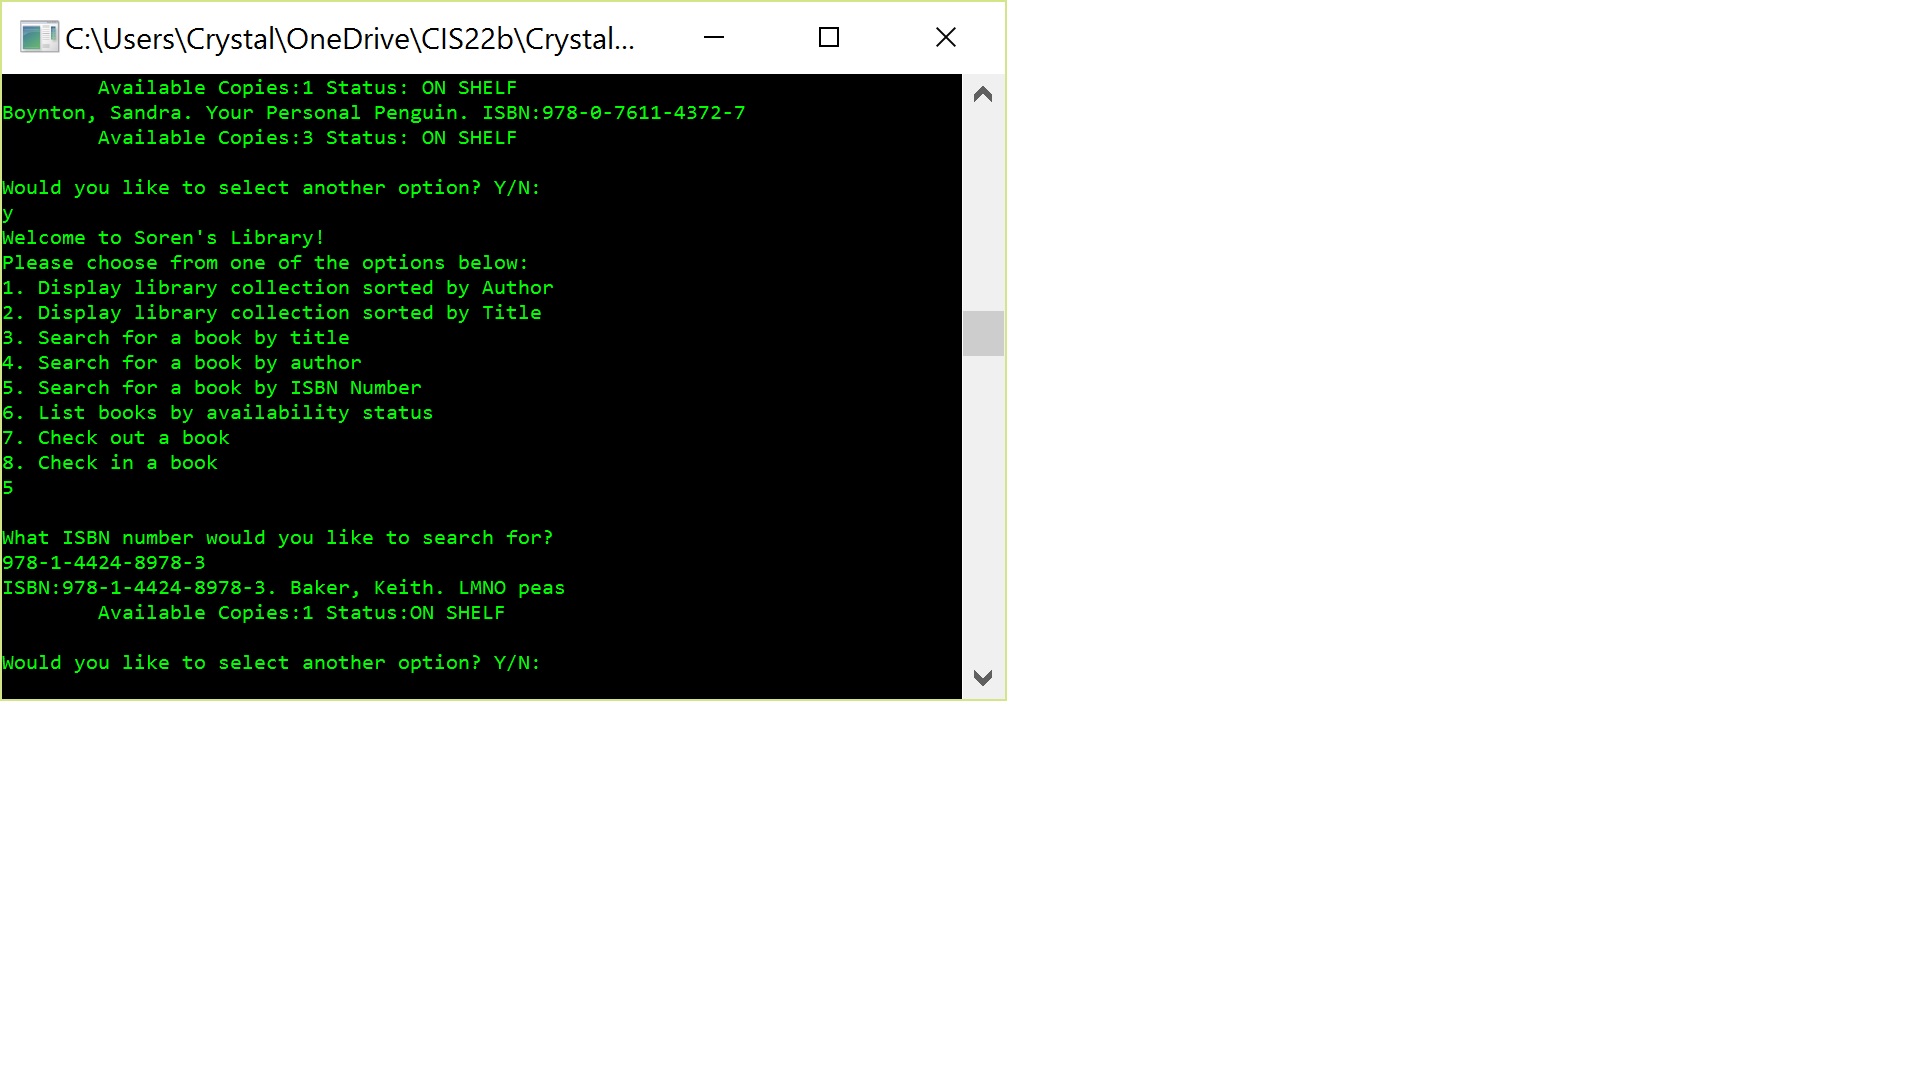 C:\Users\Crystal\OneDrive\CIS22b\Crystal...
Available Copies:1 Status: ON SHELF
Boynton, Sandra. Your Personal Penguin. ISBN:978-0-7611-4372-7
Available Copies:3 Status: ON SHELF
Would you like to select another option? Y/N:
y
Welcome to Soren's Library!
Please choose from one of the options below:
1. Display library collection sorted by Author
2. Display library collection sorted by Title
3. Search for a book by title
4. Search for a book by author
5. Search for a book by ISBN Number
6. List books by availability status
7. Check out a book
8. Check in a book
5
What ISBN number would you like to search for?
978-1-4424-8978-3
ISBN:978-1-4424-8978-3. Baker, Keith. LMNO peas
Available Copies:1 Status:ON SHELF
Would you like to select another option? Y/N: